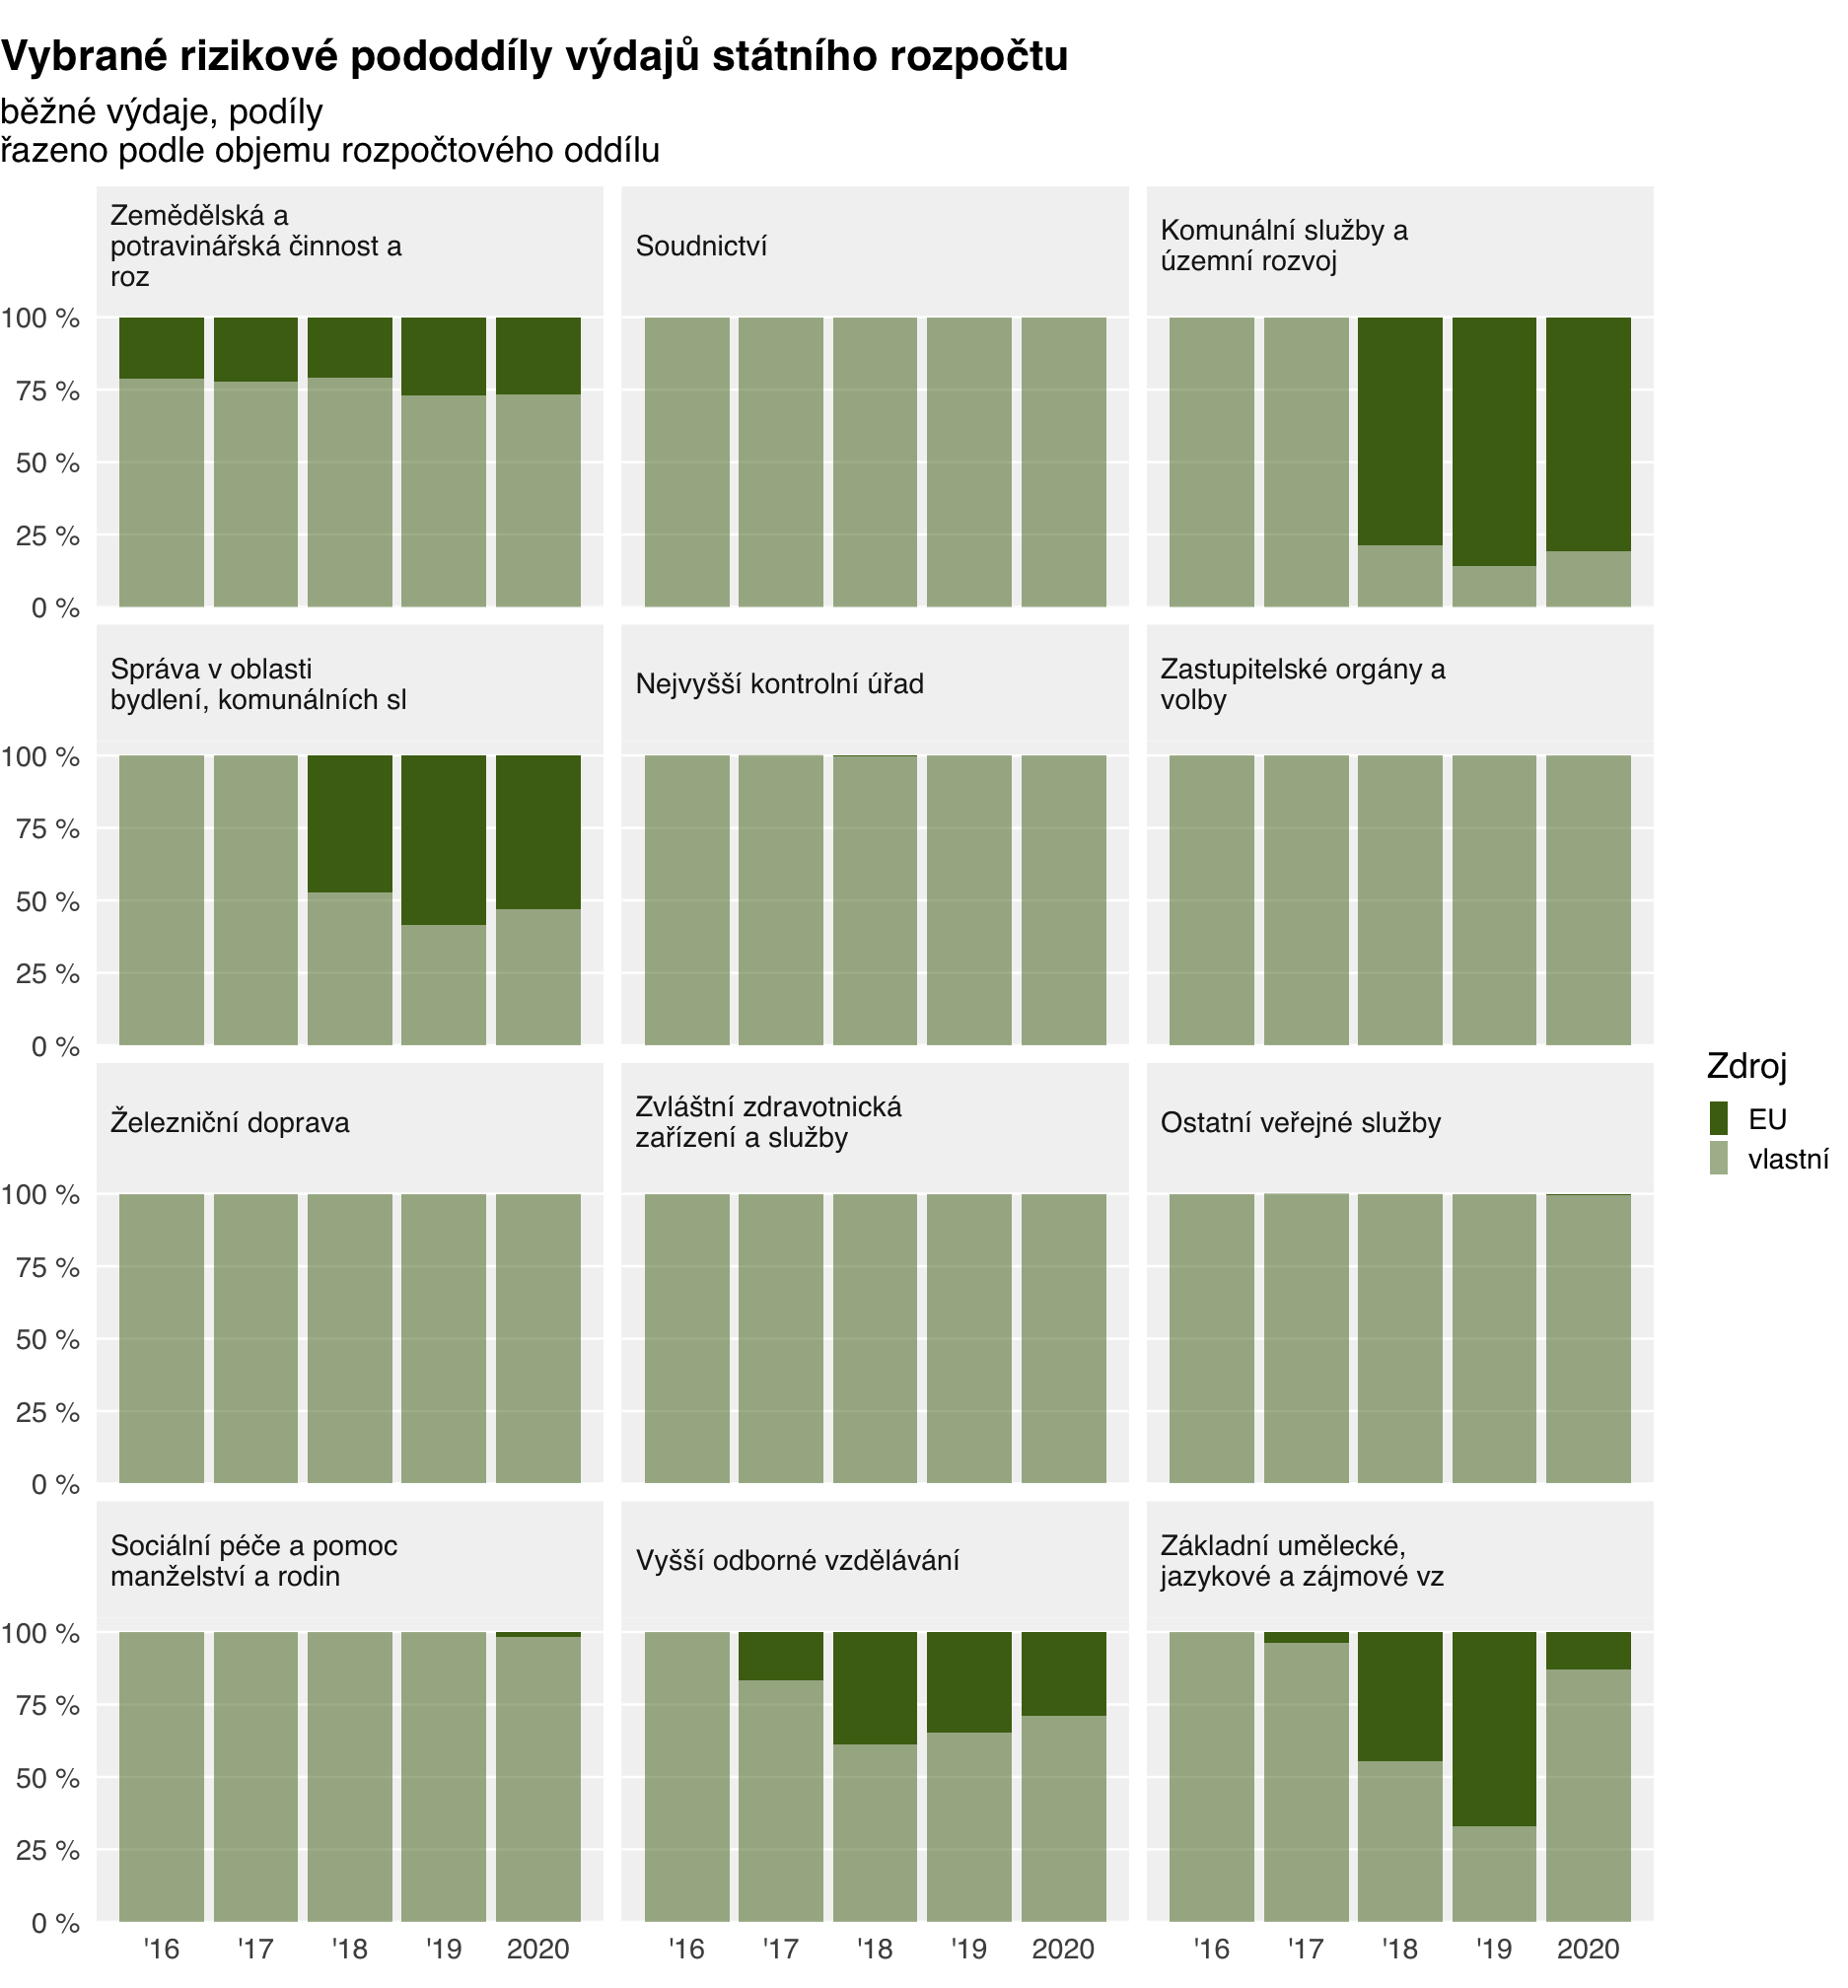 Vybrané rizikové pododdíly výdajů státního rozpočtu
běžné výdaje, podíly
řazeno podle objemu rozpočtového oddílu
Zemědělská a
potravinářská činnost a
roz
Soudnictví
Komunální služby a
územní rozvoj
100 %
75 %
50 %
25 %
0 %
Správa v oblasti
bydlení, komunálních sl
Nejvyšší kontrolní úřad
Zastupitelské orgány a
volby
100 %
75 %
50 %
25 %
0 %
Železniční doprava
Zvláštní zdravotnická
zařízení a služby
Ostatní veřejné služby
100 %
75 %
50 %
25 %
0 %
Sociální péče a pomoc
manželství a rodin
Vyšší odborné vzdělávání
Základní umělecké,
jazykové a zájmové vz
100 %
75 %
50 %
25 %
0 %
'16 '17 '18 '19 2020
'16 '17 '18 '19 2020
'16 '17 '18 '19 2020
Zdroj
EU
vlastní